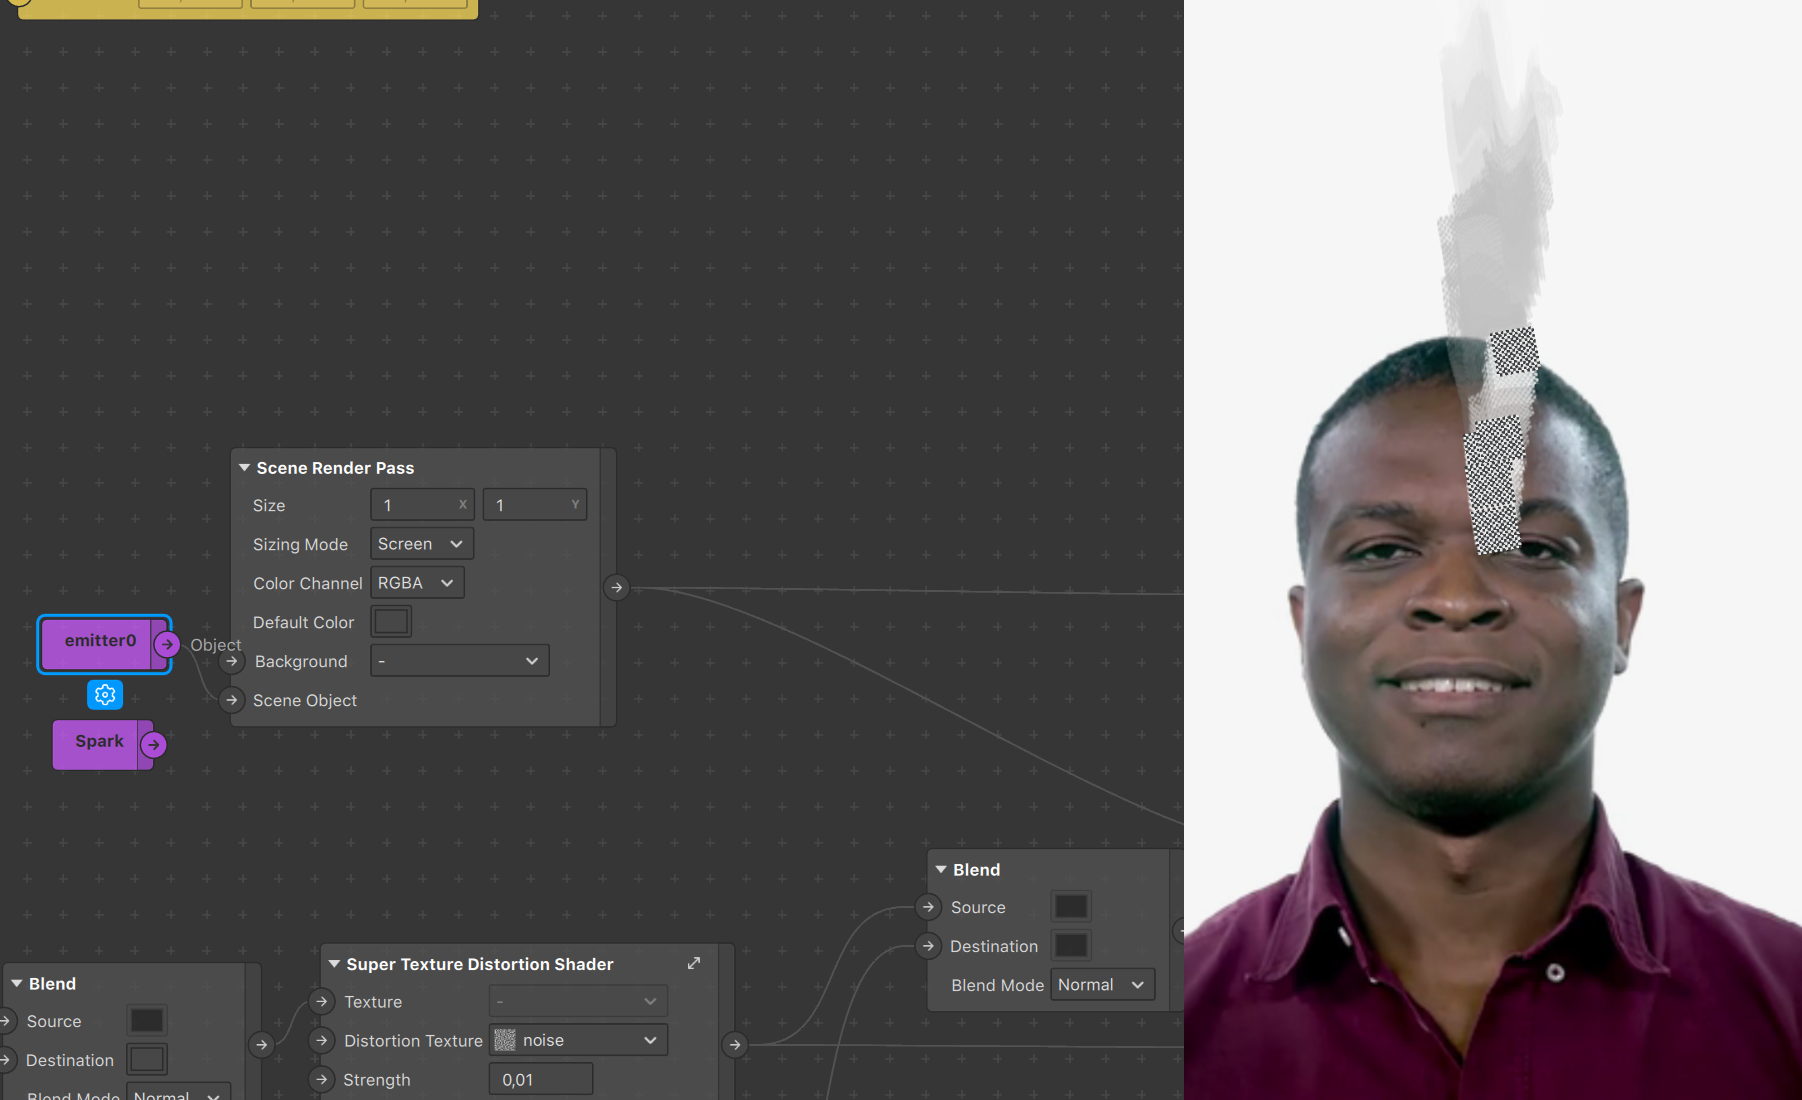 Scene Render Pass
Size 1 X 1 Y
Sizing Mode Screen
Color Channel RGBA
Default Color
emitter0 Object
Background -
Scene Object
Spark
Blend
Source
Destination
Blend Mode Normal
Super Texture Distortion Shader
Texture -
Distortion Texture noise
Strength 0,01
Blend
Source
Destination
Blend Mode Normal